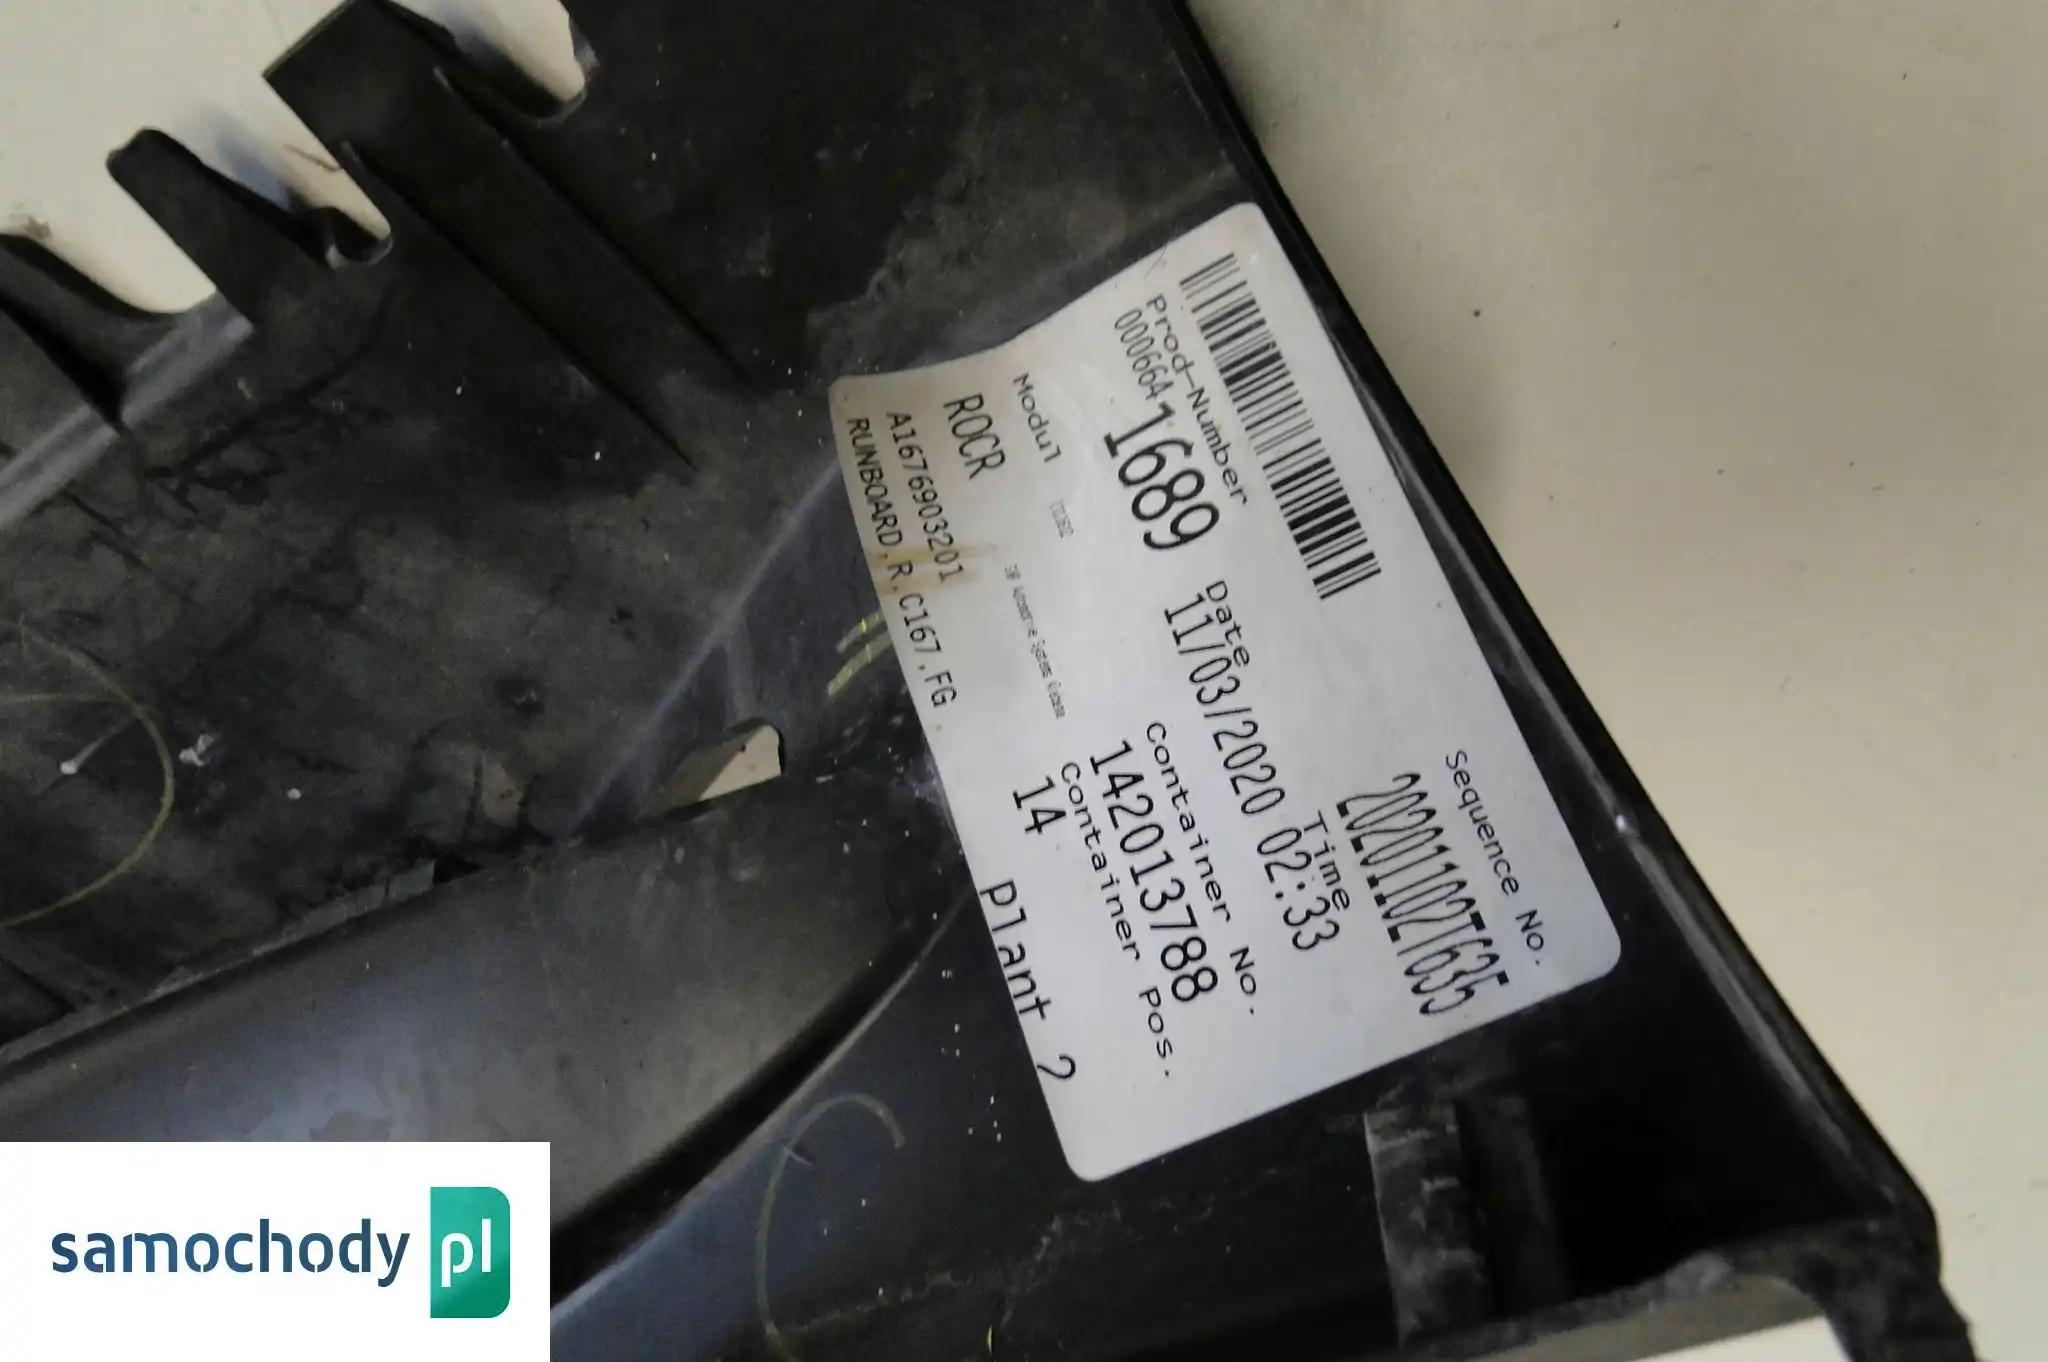 Sequence No.
20201102T635
Prod-Number
000664 1689
Date
11/03/2020
Time
02:33
Modul
ROCR
Container No.
142013788
A1676903201
Container Pos.
14
RUNBOARD,R,C167,FG,
Plant 2
samochody pl